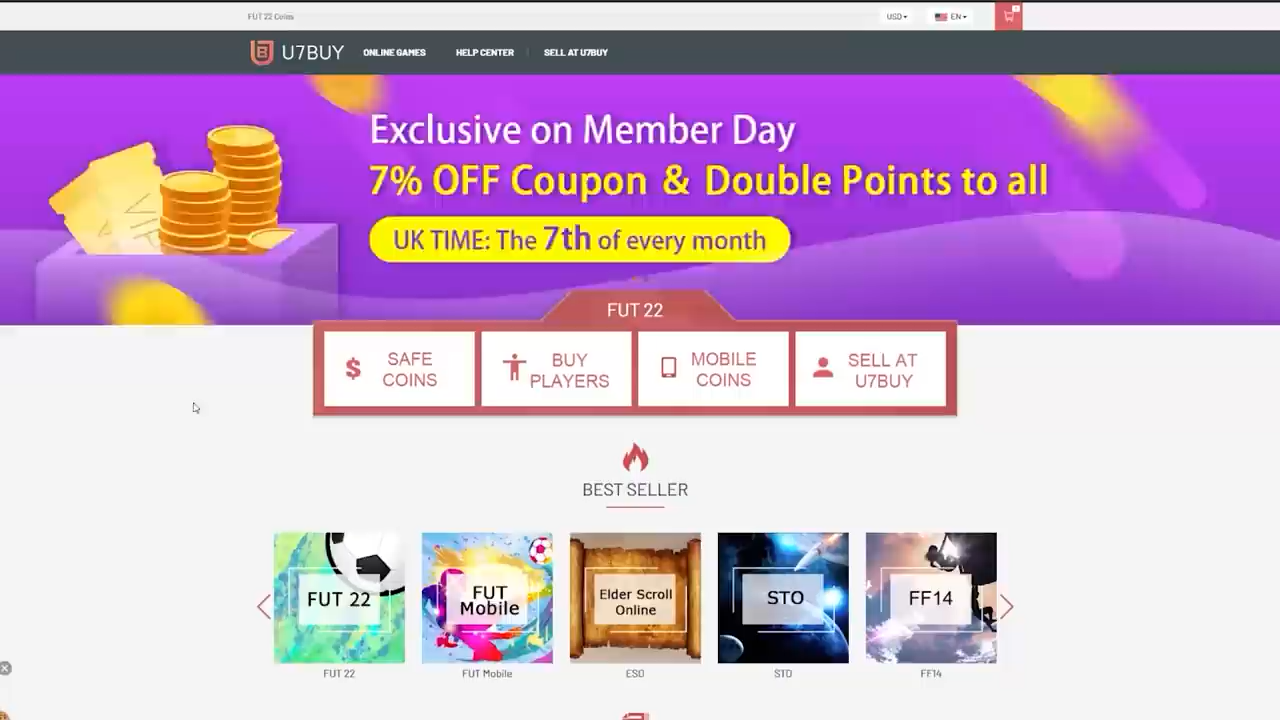 FUT 22 Coins
USD
EN
U7BUY
ONLINE GAMES
HELP CENTER
SELL AT U7BUY
Exclusive on Member Day
7% OFF Coupon & Double Points to all
UK TIME: The 7th of every month
FUT 22
SAFE
COINS
BUY
PLAYERS
MOBILE
COINS
SELL AT
U7BUY
BEST SELLER
FUT 22
FUT
Mobile
Elder Scroll
Online
STO
FF14
FUT 22
FUT Mobile
ESO
STO
FF14